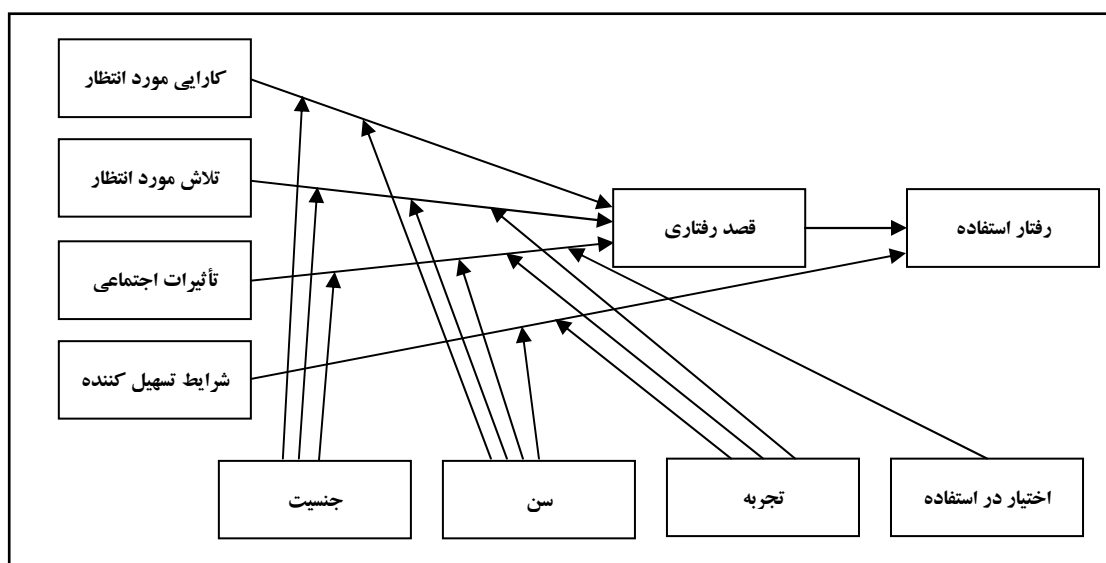 کارایی مورد انتظار
تلاش مورد انتظار
قصد رفتاری
رفتار استفاده
تأثیرات اجتماعی
شرایط تسهیل کننده
جنسیت
سن
تجربه
اختیار در استفاده